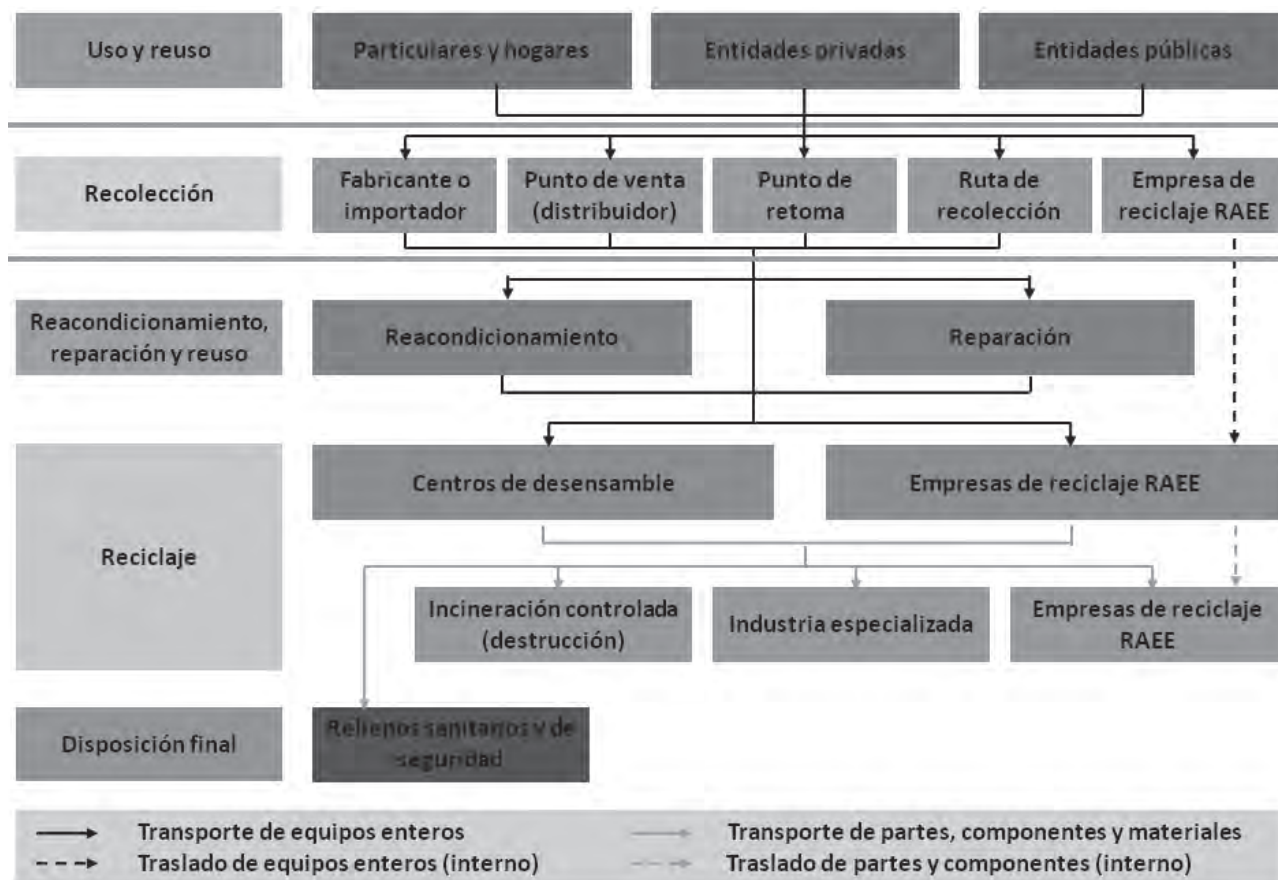 Uso y reuso
Particulares y hogares
Entidades privadas
Entidades públicas
Recolección
Fabricante o
importador
Punto de venta
(distribuidor)
Punto de
retoma
Ruta de
recolección
Empresa de
reciclaje RAEE
Reacondicionamiento,
reparación y reuso
Reacondicionamiento
Reparación
Reciclaje
Centros de desensamble
Empresas de reciclaje RAEE
Incineración controlada
(destrucción)
Industria especializada
Empresas de reciclaje
RAEE
Disposición final
Rellenos sanitarios y de
seguridad
Transporte de equipos enteros
Transporte de partes, componentes y materiales
Traslado de equipos enteros (interno)
Traslado de partes y componentes (interno)